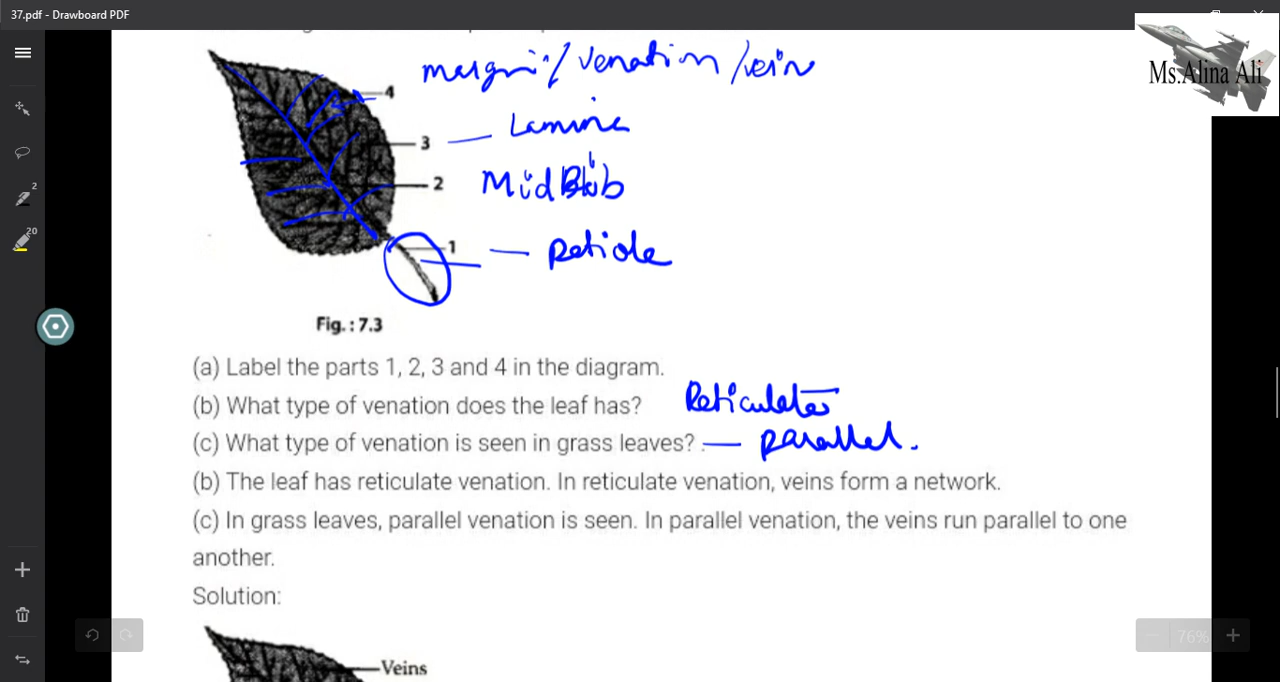 37.pdf - Drawboard PDF
Ms.Alina Ali
margin/venation/vein
4
3 — Lamina
2 Midrib
1 — Petiole
2
20
Fig.: 7.3
(a) Label the parts 1, 2, 3 and 4 in the diagram.
(b) What type of venation does the leaf has? Reticulate
(c) What type of venation is seen in grass leaves? — parallel.
(b) The leaf has reticulate venation. In reticulate venation, veins form a network.
(c) In grass leaves, parallel venation is seen. In parallel venation, the veins run parallel to one
another.
Solution:
76%
Veins